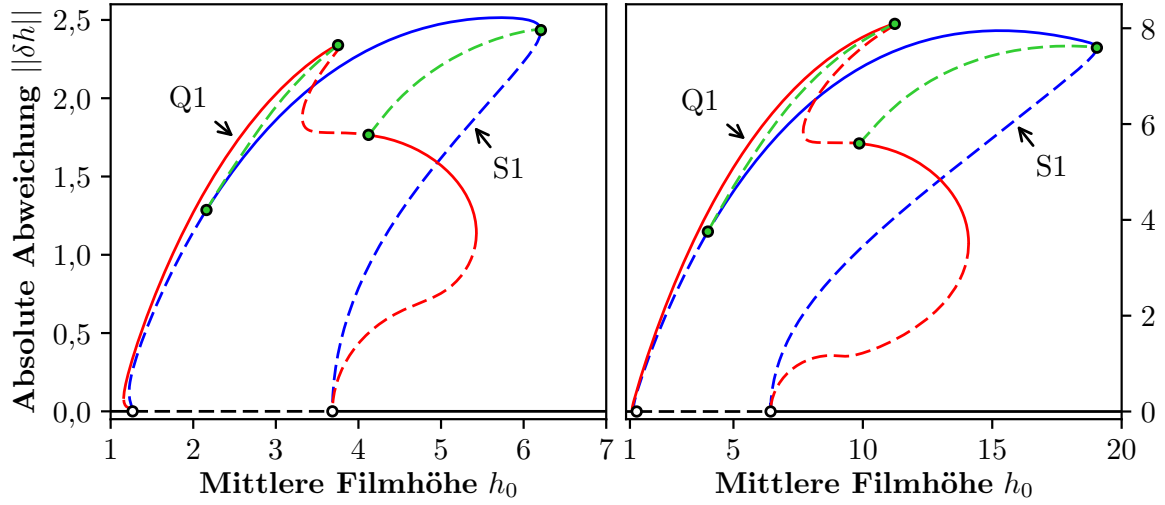 Absolute Abweichung ||δh||
2,5
2,0
1,5
1,0
0,5
0,0
Q1
S1
1 2 3 4 5 6 7
Mittlere Filmhöhe h₀
Q1
S1
8
6
4
2
0
1 5 10 15 20
Mittlere Filmhöhe h₀